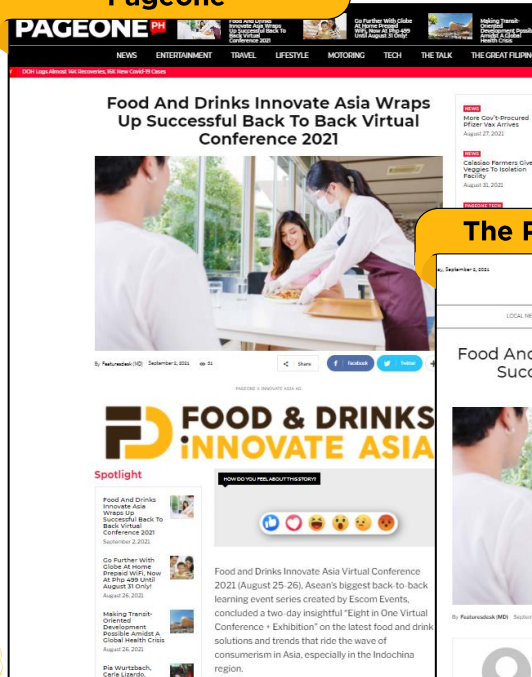 PageOne
PAGEONE PH
Food And Drinks
Innovate Asia Wraps
Up Successful Back To
Back Virtual
Conference 2021
Go Further With Globe
At Home Prepaid
WiFi, Now At Php 499
Until August 31 Only!
Making Transit-
Oriented
Development Possib
Amidst A Global
Health Crisis
NEWS ENTERTAINMENT TRAVEL LIFESTYLE MOTORING TECH THE TALK THE GREAT FILIPIN
DOH Logs Almost 14K Recoveries, 16K New Covid-19 Cases
Food And Drinks Innovate Asia Wraps
Up Successful Back To Back Virtual
Conference 2021
By Featuresdesk (MD) September 2, 2021 51
Share Facebook Twitter
PAGEONE X INNOVATE ASIA AD
FOOD & DRINKS
iNNOVATE ASIA
Spotlight
Food And Drinks
Innovate Asia
Wraps Up
Successful Back To
Back Virtual
Conference 2021
September 2, 2021
Go Further With
Globe At Home
Prepaid WiFi, Now
At Php 499 Until
August 31 Only!
August 26, 2021
Making Transit-
Oriented
Development
Possible Amidst A
Global Health Crisis
August 26, 2021
Pia Wurtzbach,
Carla Lizardo,
HOW DO YOU FEEL ABOUT THIS STORY?
Food and Drinks Innovate Asia Virtual Conference
2021 (August 25-26), Asean's biggest back-to-back
learning event series created by Escom Events,
concluded a two-day insightful "Eight in One Virtual
Conference + Exhibition" on the latest food and drink
solutions and trends that ride the wave of
consumerism in Asia, especially in the Indochina
region.
NEWS
More Gov't-Procured
Pfizer Vax Arrives
August 27, 2021
NEWS
Calasiao Farmers Give
Veggies To Isolation
Facility
August 31, 2021
PAGEONE TECH
The P
ay, September 2, 2021
LOCAL NE
Food And
Succ
By Featuresdesk (MD) Septem